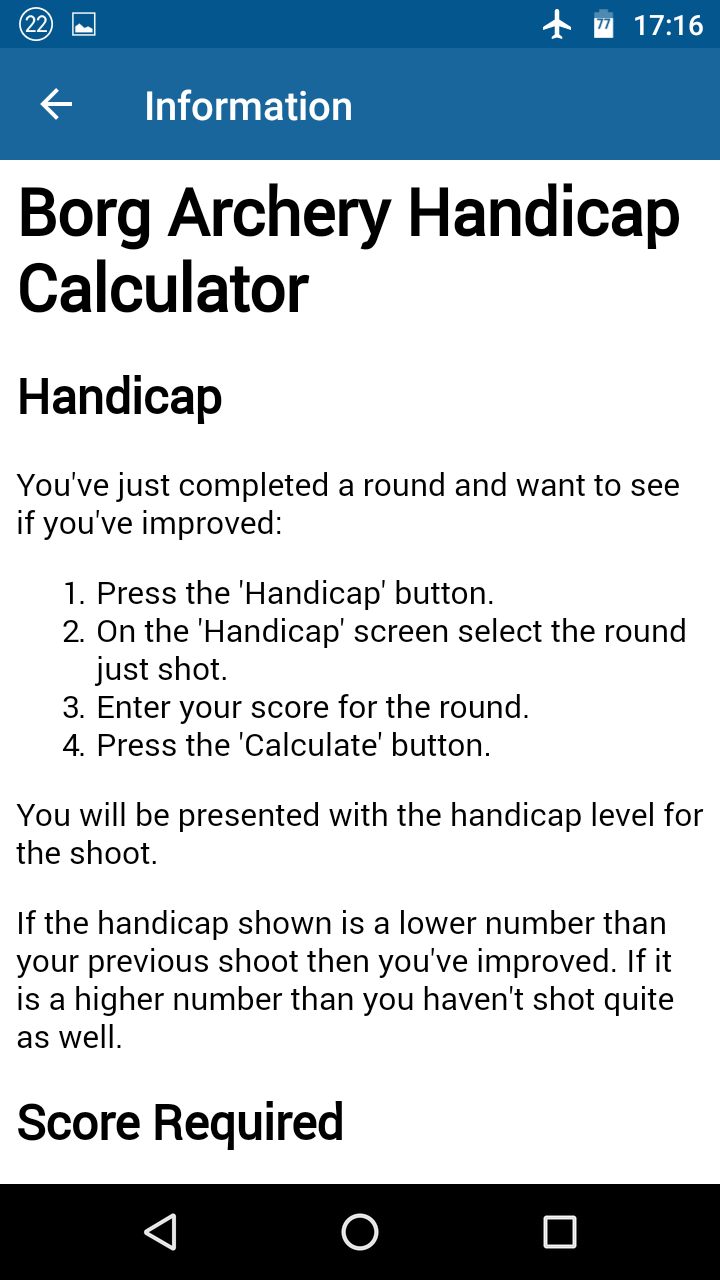 22
77
17:16
Information
Borg Archery Handicap
Calculator
Handicap
You've just completed a round and want to see
if you've improved:
1. Press the 'Handicap' button.
2. On the 'Handicap' screen select the round
just shot.
3. Enter your score for the round.
4. Press the 'Calculate' button.
You will be presented with the handicap level for
the shoot.
If the handicap shown is a lower number than
your previous shoot then you've improved. If it
is a higher number than you haven't shot quite
as well.
Score Required